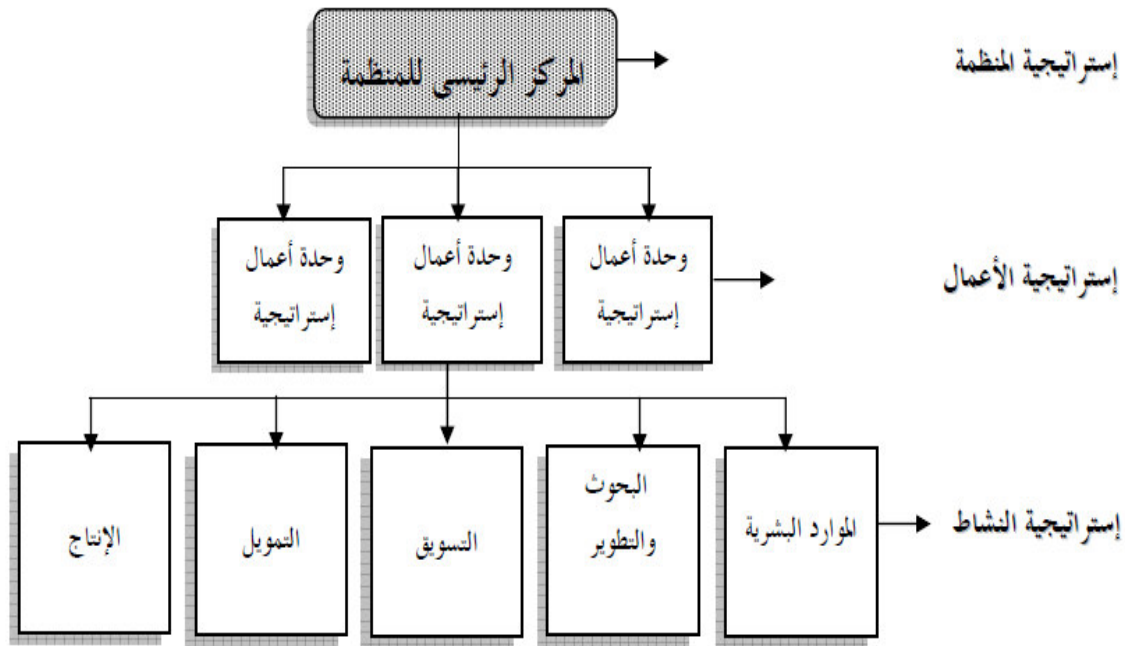 المركز الرئيسى للمنظمة
إستراتيجية المنظمة
وحدة أعمال
إستراتيجية
وحدة أعمال
إستراتيجية
وحدة أعمال
إستراتيجية
إستراتيجية الأعمال
الموارد البشرية
البحوث
والتطوير
التسويق
التمويل
الإنتاج
إستراتيجية النشاط